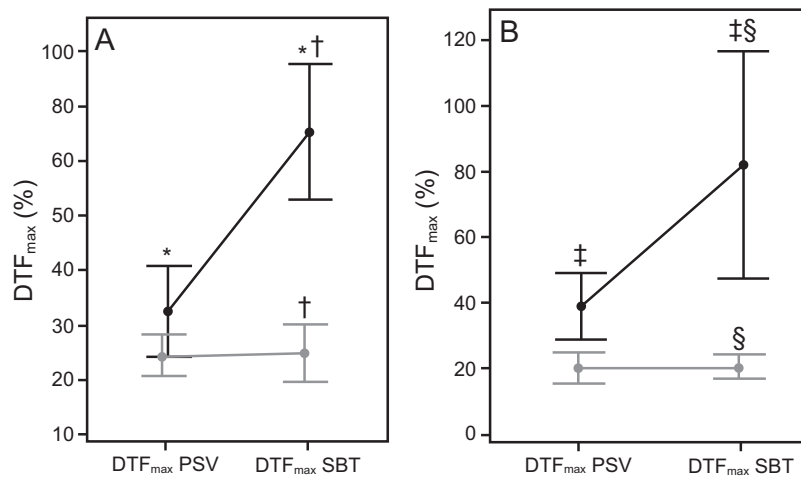 A
DTFmax (%)
100
80
60
70
60
50
40
30
20
10
*†
*
†
DTFmax PSV
DTFmax SBT
B
DTFmax (%)
120
100
80
60
40
20
0
‡§
‡
§
DTFmax PSV
DTFmax SBT